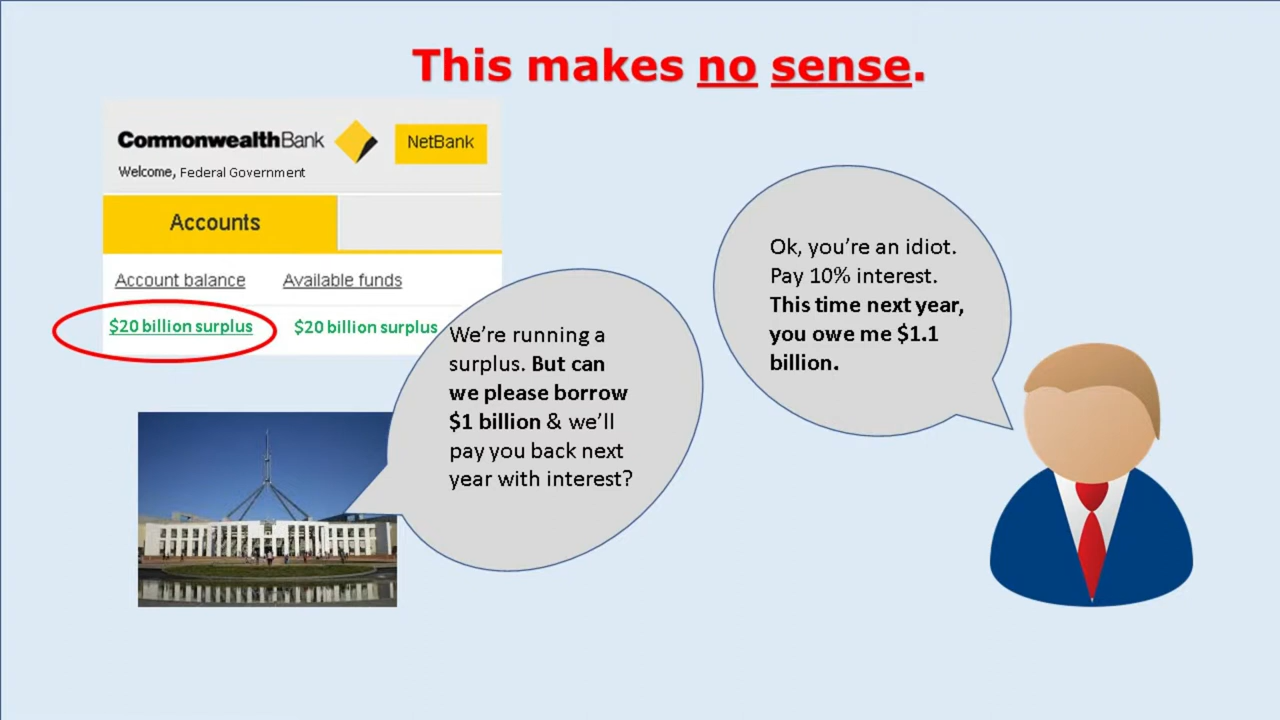 This makes no sense.
CommonwealthBank
NetBank
Welcome, Federal Government
Accounts
Account balance Available funds
$20 billion surplus $20 billion surplus
We're running a
surplus. But can
we please borrow
$1 billion & we'll
pay you back next
year with interest?
Ok, you're an idiot.
Pay 10% interest.
This time next year,
you owe me $1.1
billion.